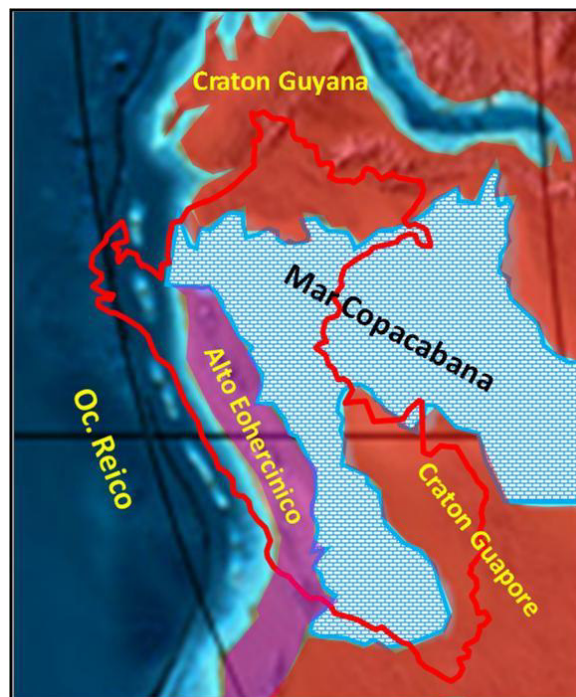 Craton Guyana
Mar Copacabana
Alto Eohercinico
Oc. Reico
Craton Guapore